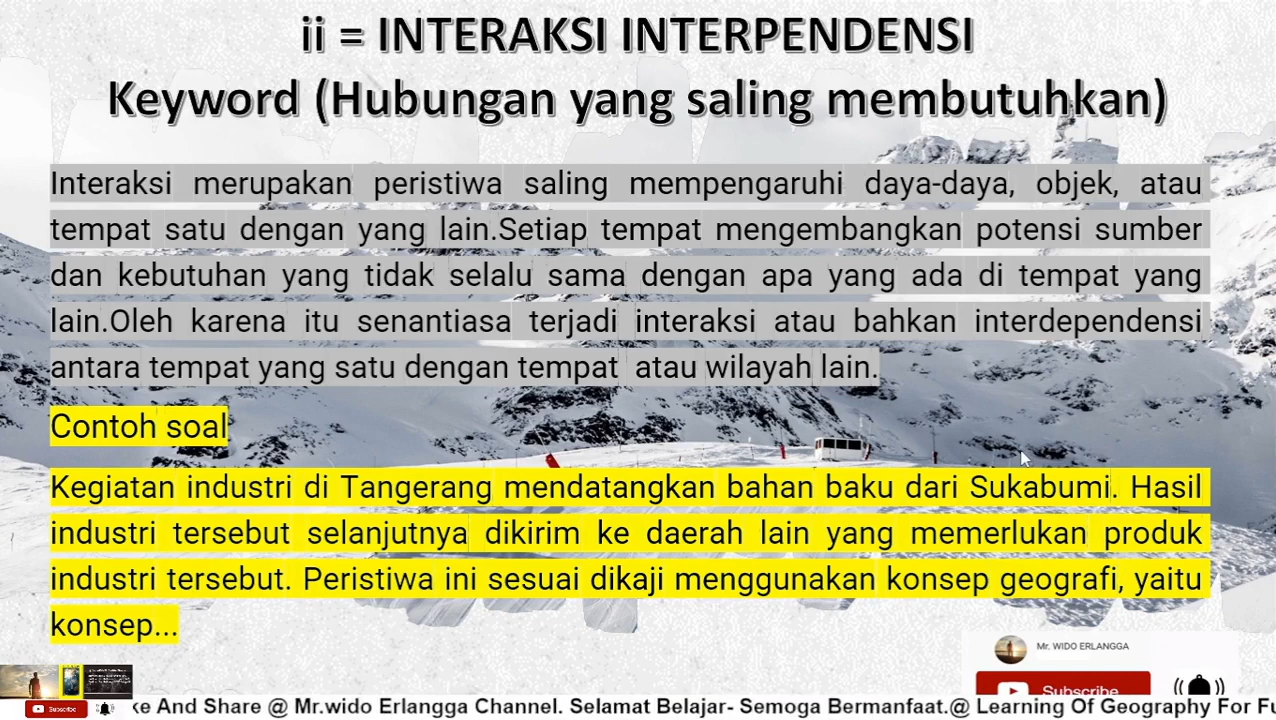 ii = INTERAKSI INTERPENDENSI
Keyword (Hubungan yang saling membutuhkan)
Interaksi merupakan peristiwa saling mempengaruhi daya-daya, objek, atau
tempat satu dengan yang lain.Setiap tempat mengembangkan potensi sumber
dan kebutuhan yang tidak selalu sama dengan apa yang ada di tempat yang
lain.Oleh karena itu senantiasa terjadi interaksi atau bahkan interdependensi
antara tempat yang satu dengan tempat atau wilayah lain.
Contoh soal
Kegiatan industri di Tangerang mendatangkan bahan baku dari Sukabumi. Hasil
industri tersebut selanjutnya dikirim ke daerah lain yang memerlukan produk
industri tersebut. Peristiwa ini sesuai dikaji menggunakan konsep geografi, yaitu
konsep...
Mr. WIDO ERLANGGA
Subscribe
Subscribe
ke And Share @ Mr.wido Erlangga Channel. Selamat Belajar- Semoga Bermanfaat.@ Learning Of Geography For Fu